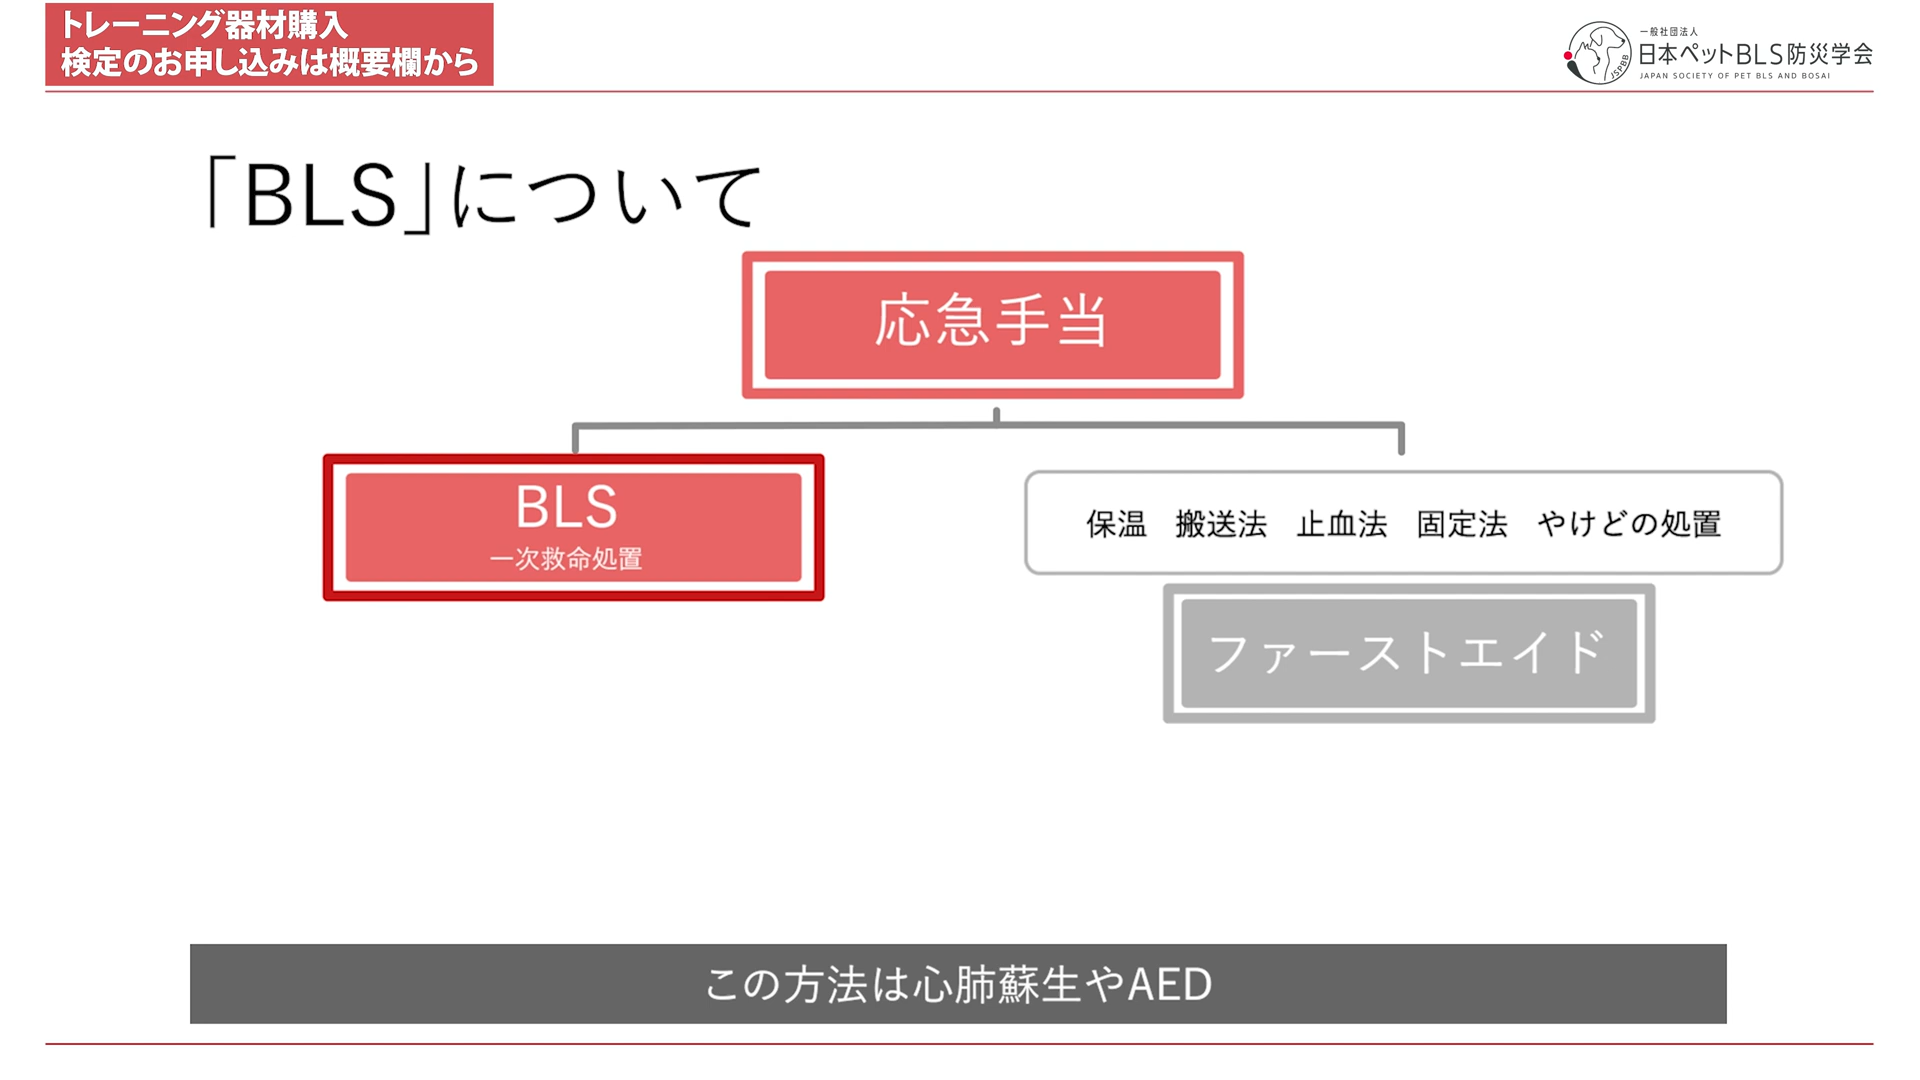 トレーニング器材購入
検定のお申し込みは概要欄から
一般社団法人
日本ペットBLS防災学会
JAPAN SOCIETY OF PET BLS AND BOSAI
JSPBB
「BLS」について
応急手当
BLS
一次救命処置
保温 搬送法 止血法 固定法 やけどの処置
ファーストエイド
この方法は心肺蘇生やAED